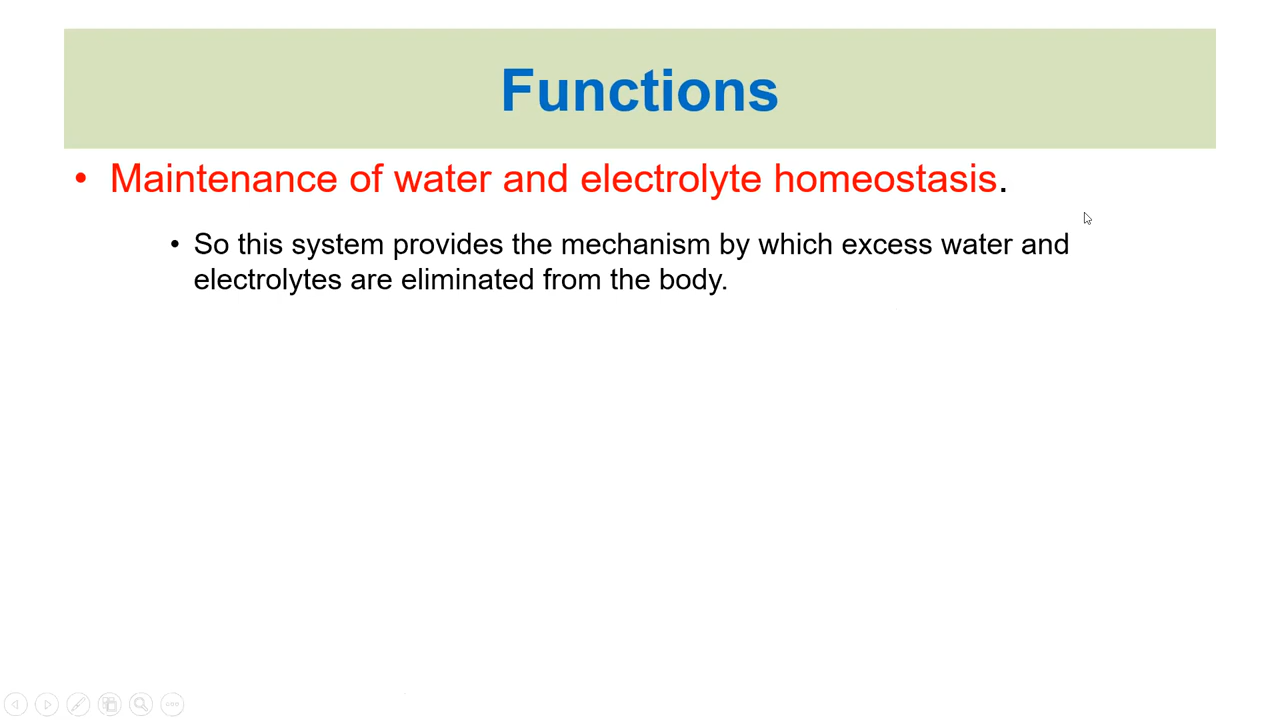 Functions
• Maintenance of water and electrolyte homeostasis.
• So this system provides the mechanism by which excess water and
electrolytes are eliminated from the body.